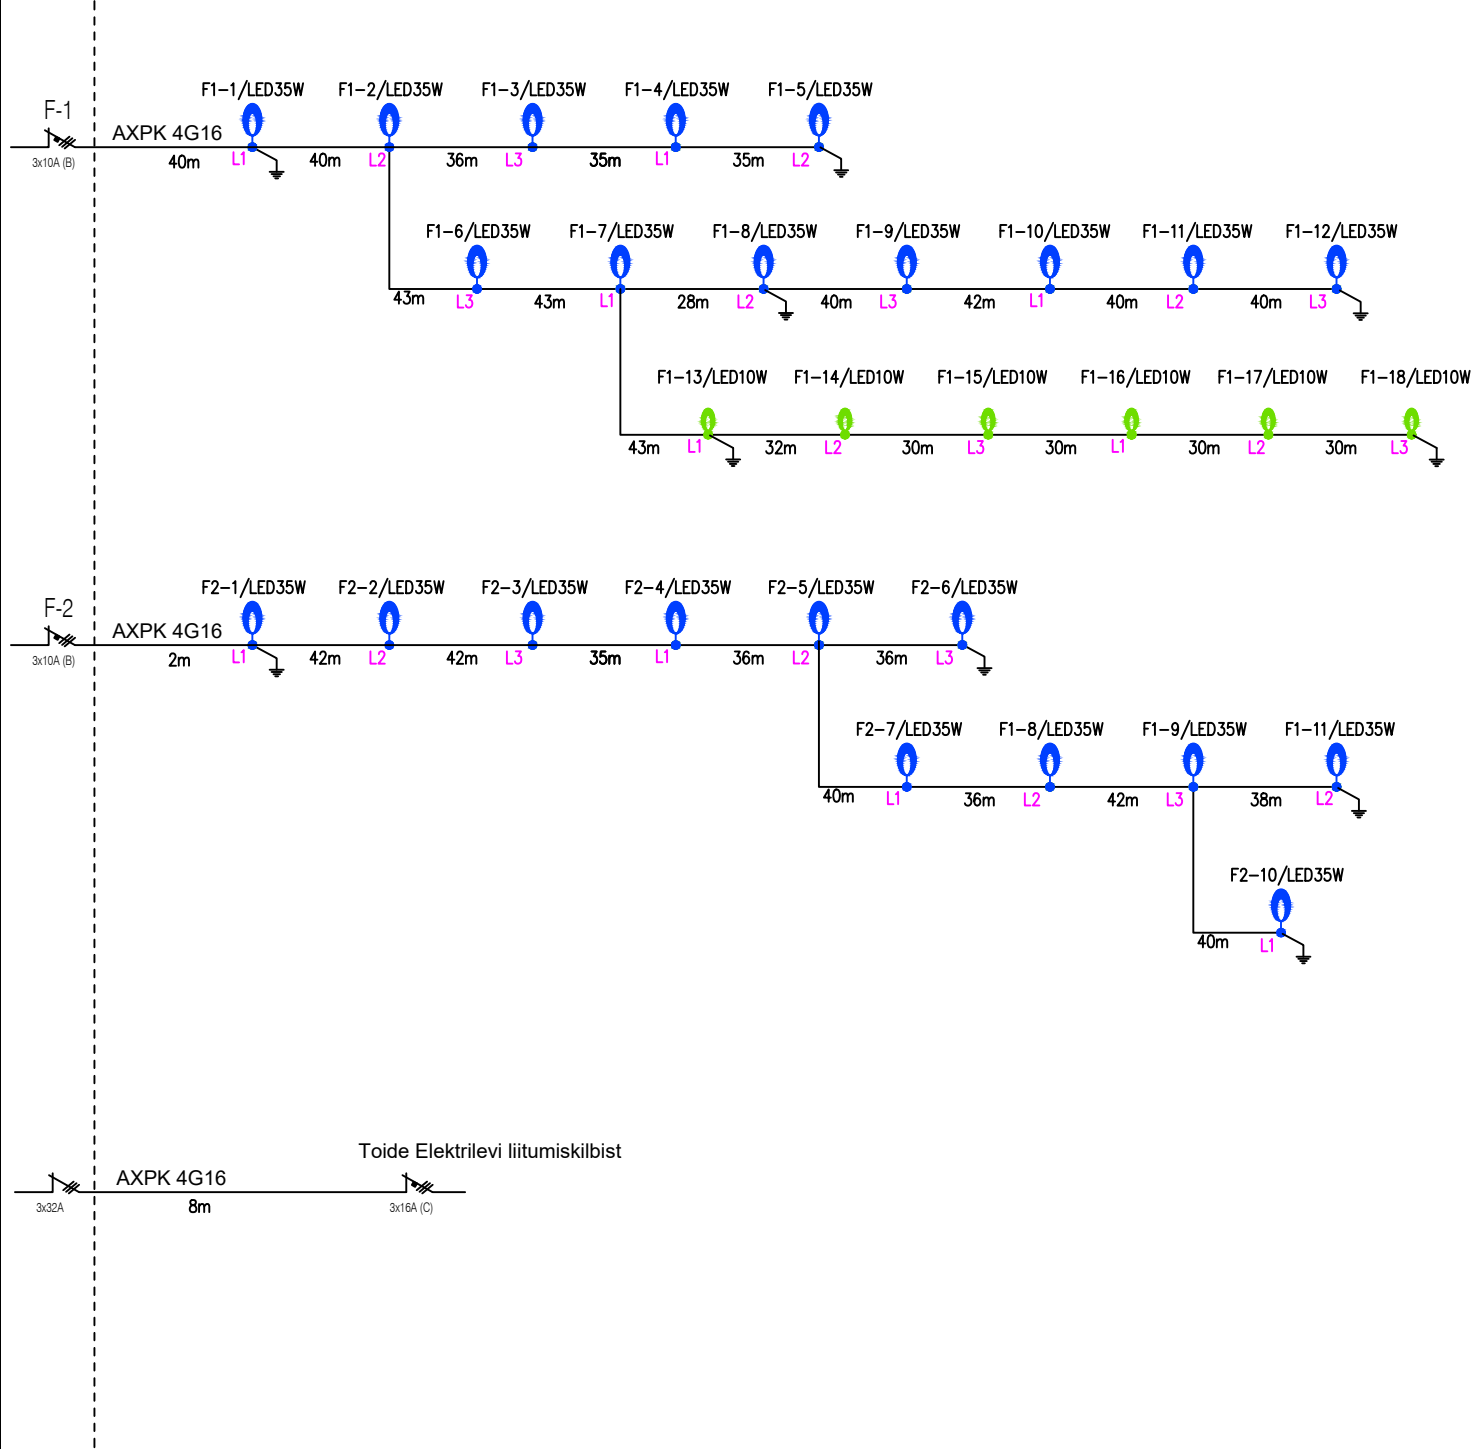 F1-1/LED35W F1-2/LED35W F1-3/LED35W F1-4/LED35W F1-5/LED35W
F-1
AXPK 4G16
3x10A (B)
40m L1 40m L2 36m L3 35m L1 35m L2
F1-6/LED35W F1-7/LED35W F1-8/LED35W F1-9/LED35W F1-10/LED35W F1-11/LED35W F1-12/LED35W
43m L3 43m L1 28m L2 40m L3 42m L1 40m L2 40m L3
F1-13/LED10W F1-14/LED10W F1-15/LED10W F1-16/LED10W F1-17/LED10W F1-18/LED10W
43m L1 32m L2 30m L3 30m L1 30m L2 30m L3
F2-1/LED35W F2-2/LED35W F2-3/LED35W F2-4/LED35W F2-5/LED35W F2-6/LED35W
F-2
AXPK 4G16
3x10A (B)
2m L1 42m L2 42m L3 35m L1 36m L2 36m L3
F2-7/LED35W F1-8/LED35W F1-9/LED35W F1-11/LED35W
40m L1 36m L2 42m L3 38m L2
F2-10/LED35W
40m L1
Toide Elektrilevi liitumiskilbist
AXPK 4G16
3x32A 8m 3x16A (C)